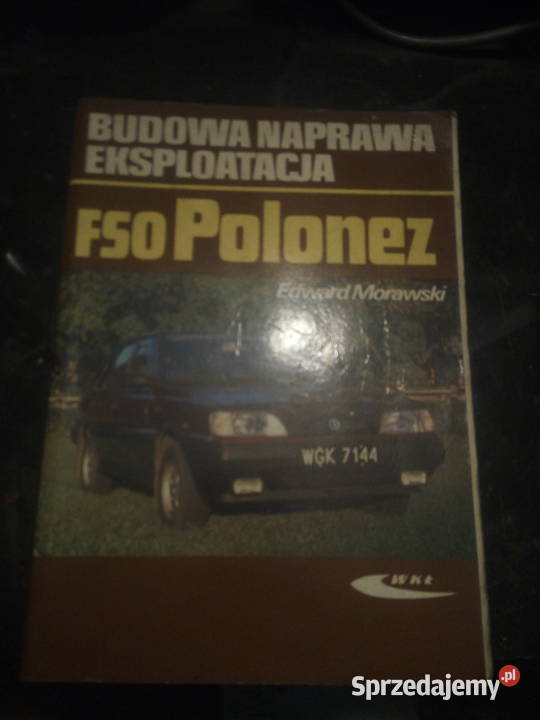 BUDOWA NAPRAWA
EKSPLOATACJA
FSO Polonez
Edward Morawski
WGK 7144
WKŁ
Sprzedajemy.pl